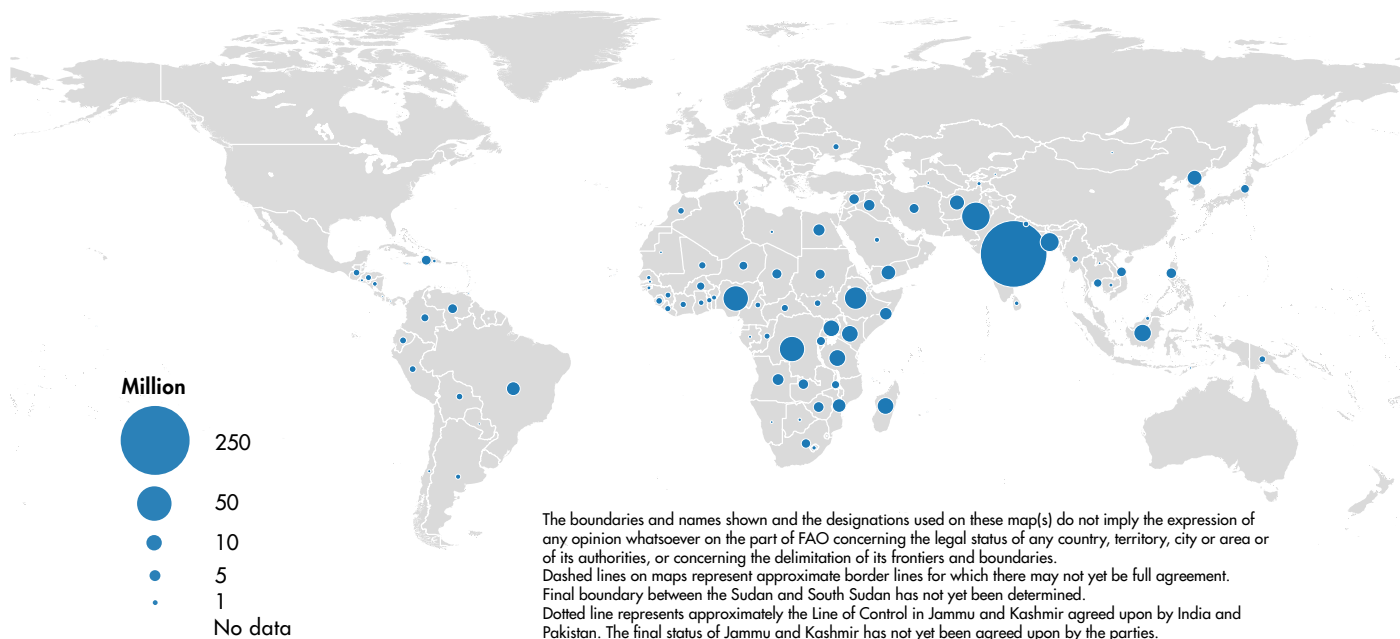 Million
250
50
10
5
1
No data
The boundaries and names shown and the designations used on these map(s) do not imply the expression of
any opinion whatsoever on the part of FAO concerning the legal status of any country, territory, city or area or
of its authorities, or concerning the delimitation of its frontiers and boundaries.
Dashed lines on maps represent approximate border lines for which there may not yet be full agreement.
Final boundary between the Sudan and South Sudan has not yet been determined.
Dotted line represents approximately the Line of Control in Jammu and Kashmir agreed upon by India and
Pakistan. The final status of Jammu and Kashmir has not yet been agreed upon by the parties.